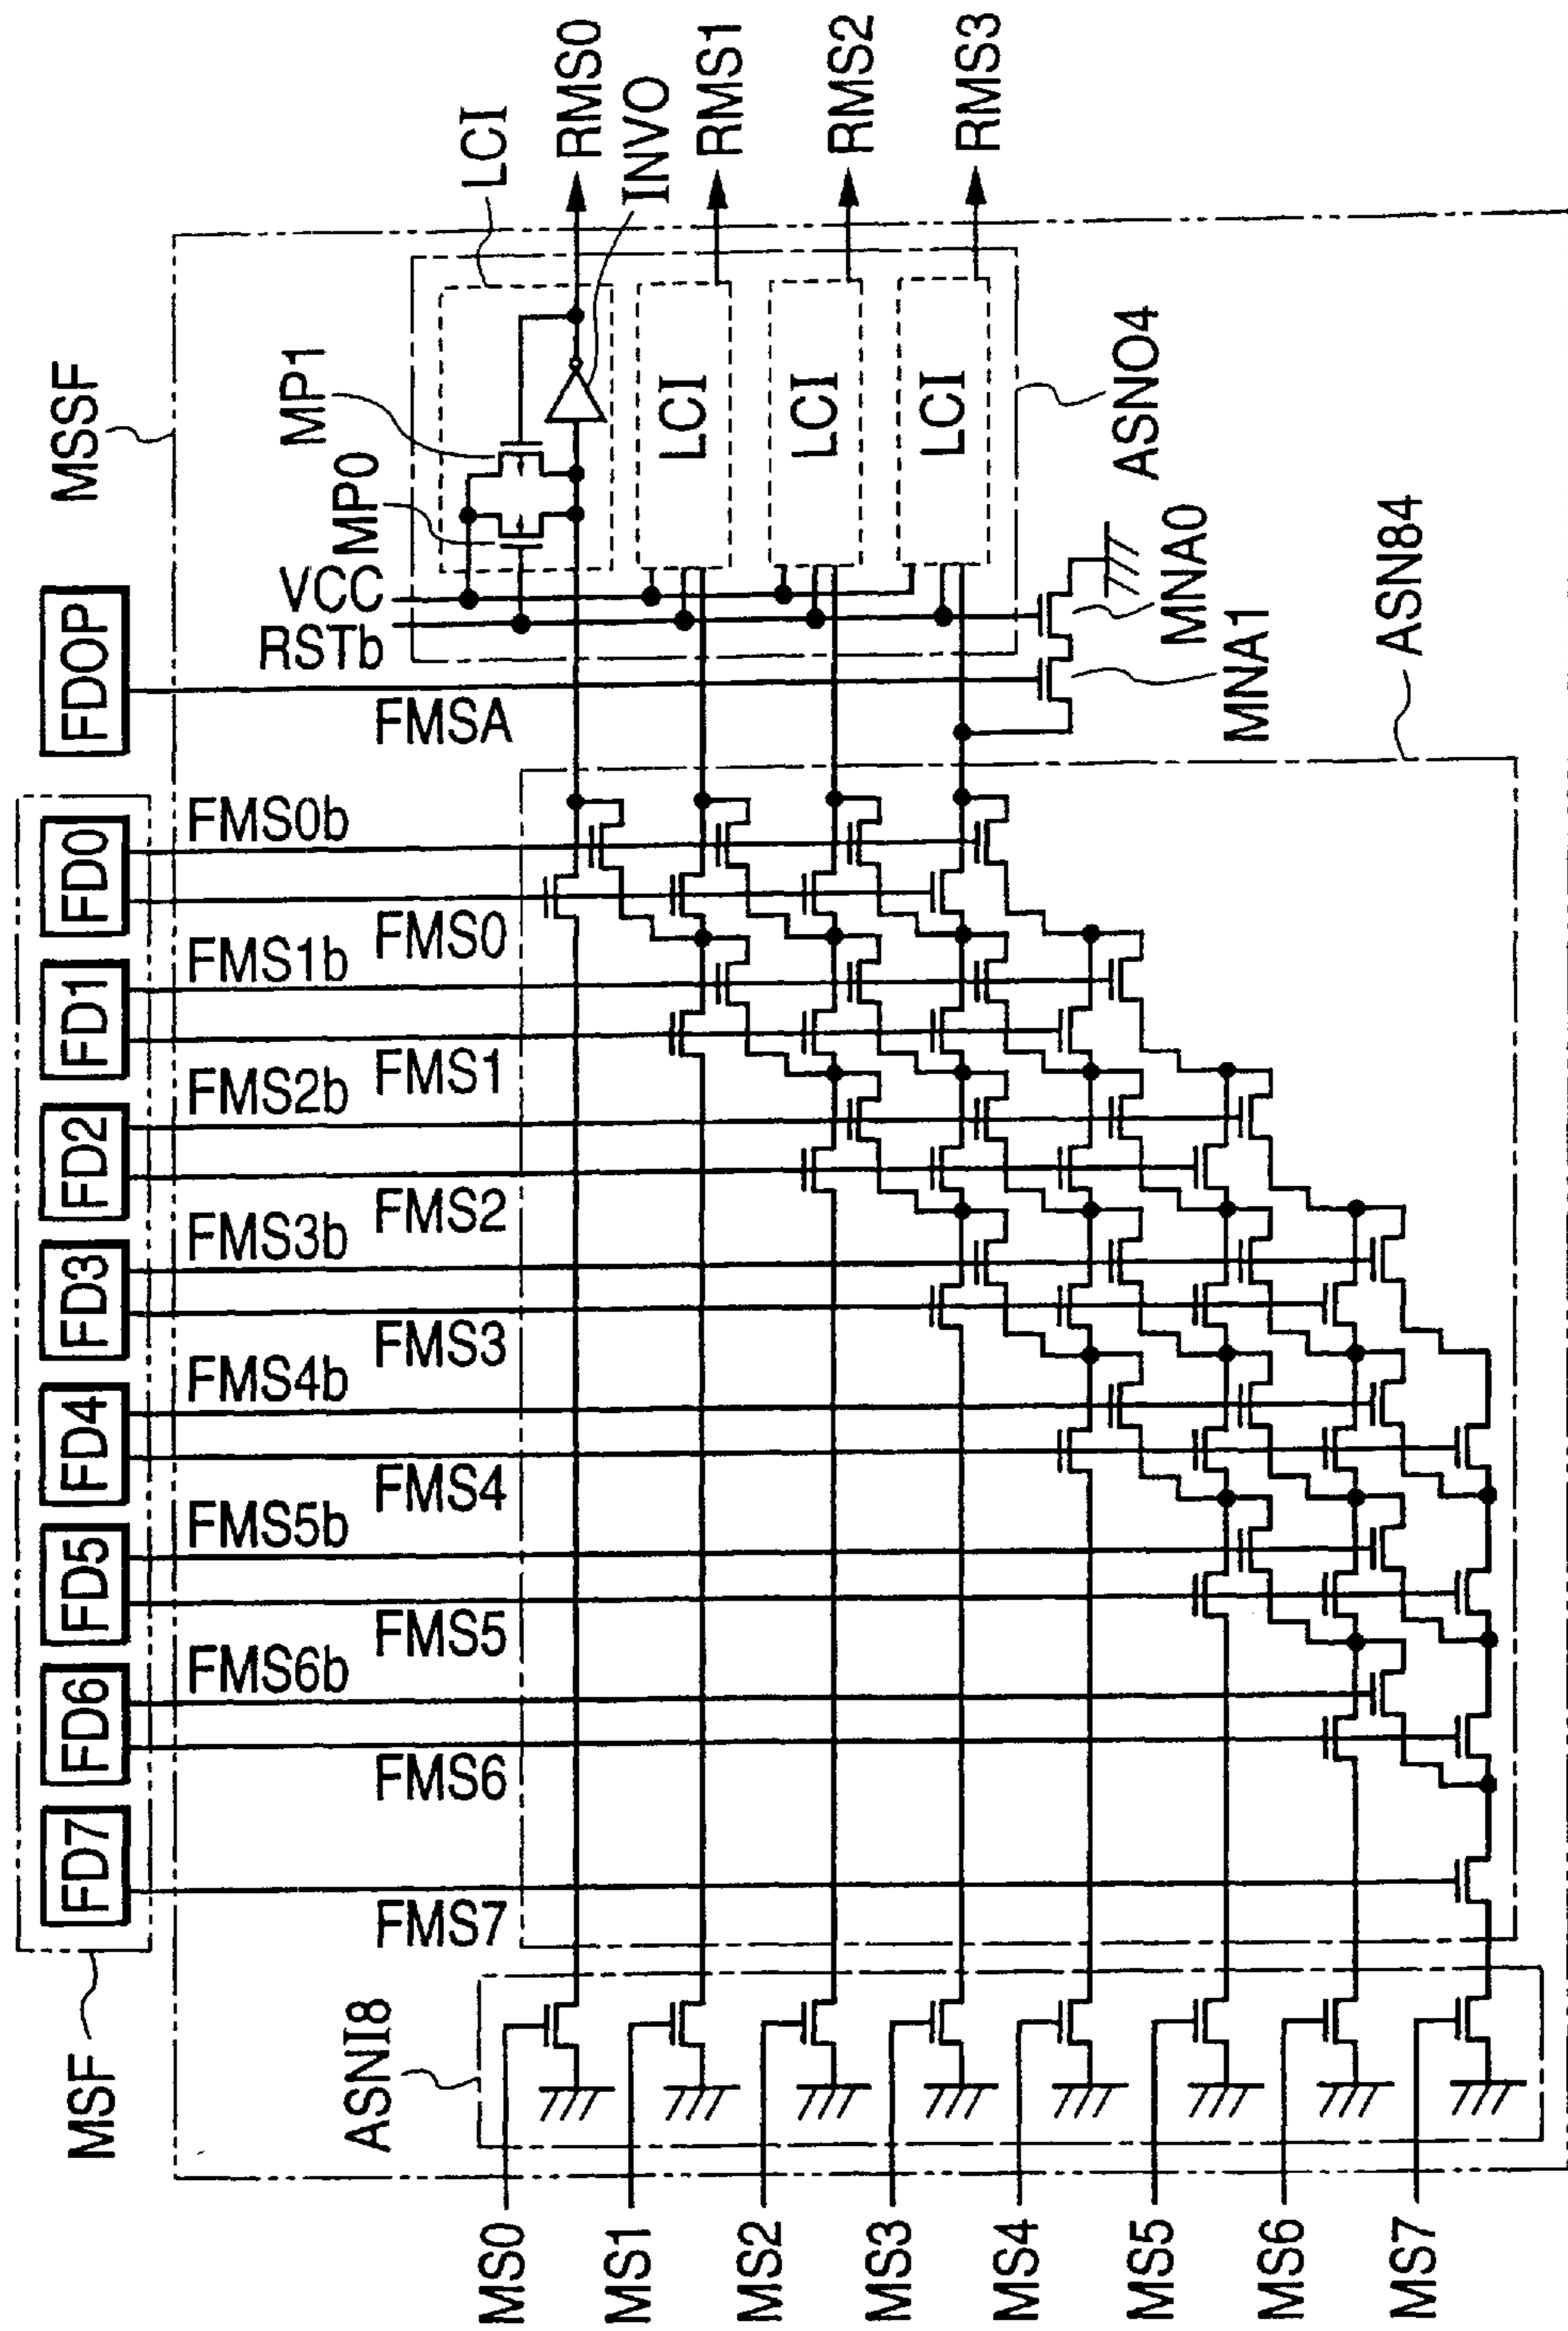 MSF
FD7
FD6
FD5
FD4
FD3
FD2
FD1
FD0
FDOP
MSSF
FMS6b
FMS5b
FMS4b
FMS3b
FMS2b
FMS1b
FMS0b
FMS7
FMS6
FMS5
FMS4
FMS3
FMS2
FMS1
FMS0
FMSA
RSTb
VCC
MP0
MP1
LCI
RMS0
INVO
RMS1
LCI
RMS2
LCI
RMS3
LCI
ASNO4
MNA0
MNA1
ASN84
ASNI8
MS0
MS1
MS2
MS3
MS4
MS5
MS6
MS7